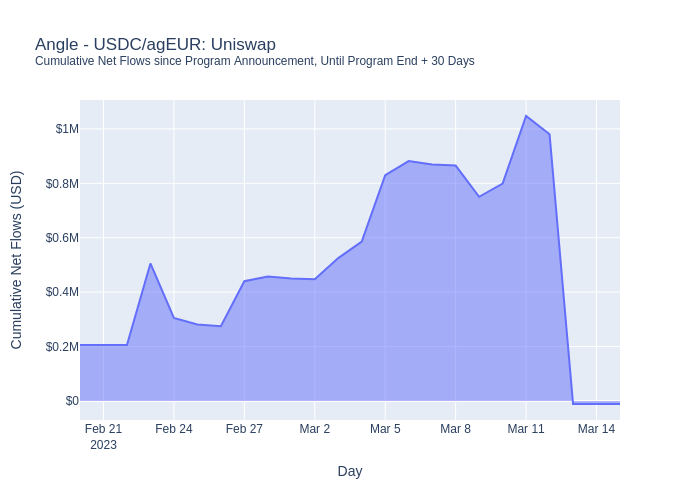 Angle - USDC/agEUR: Uniswap
Cumulative Net Flows since Program Announcement, Until Program End + 30 Days
Cumulative Net Flows (USD)
$1M
$0.8M
$0.6M
$0.4M
$0.2M
$0
Feb 21 Feb 24 Feb 27 Mar 2 Mar 5 Mar 8 Mar 11 Mar 14
2023
Day